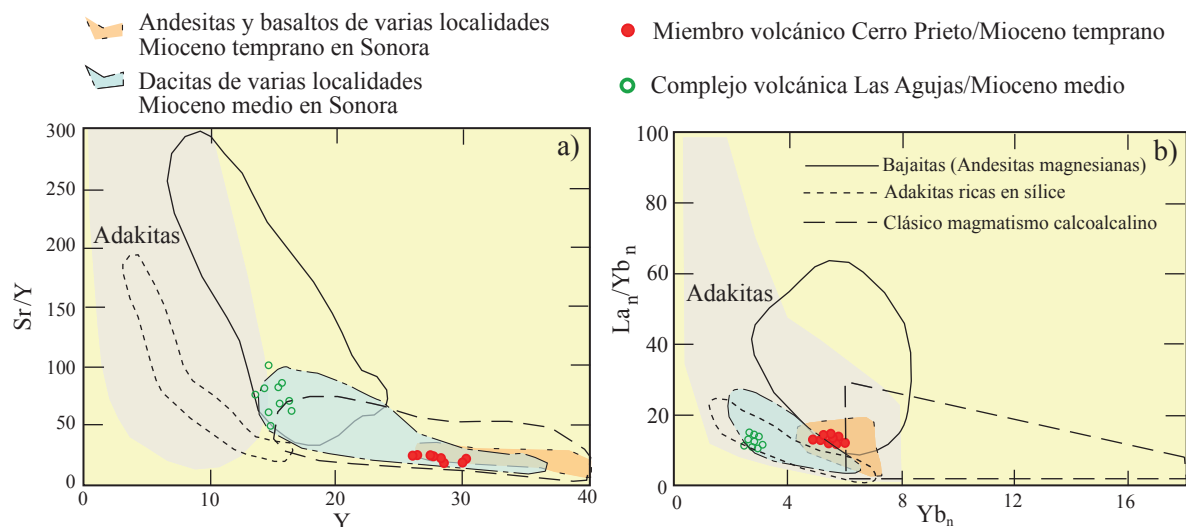 Andesitas y basaltos de varias localidades
Mioceno temprano en Sonora
Dacitas de varias localidades
Mioceno medio en Sonora
Miembro volcánico Cerro Prieto/Mioceno temprano
Complejo volcánica Las Agujas/Mioceno medio
300
250
200
150
100
50
0
Sr/Y
a)
Adakitas
0
10
20
30
40
Y
100
80
60
40
20
0
Laₙ/Ybₙ
b)
Bajaitas (Andesitas magnesianas)
Adakitas ricas en sílice
Clásico magmatismo calcoalcalino
Adakitas
0
4
8
12
16
Ybₙ